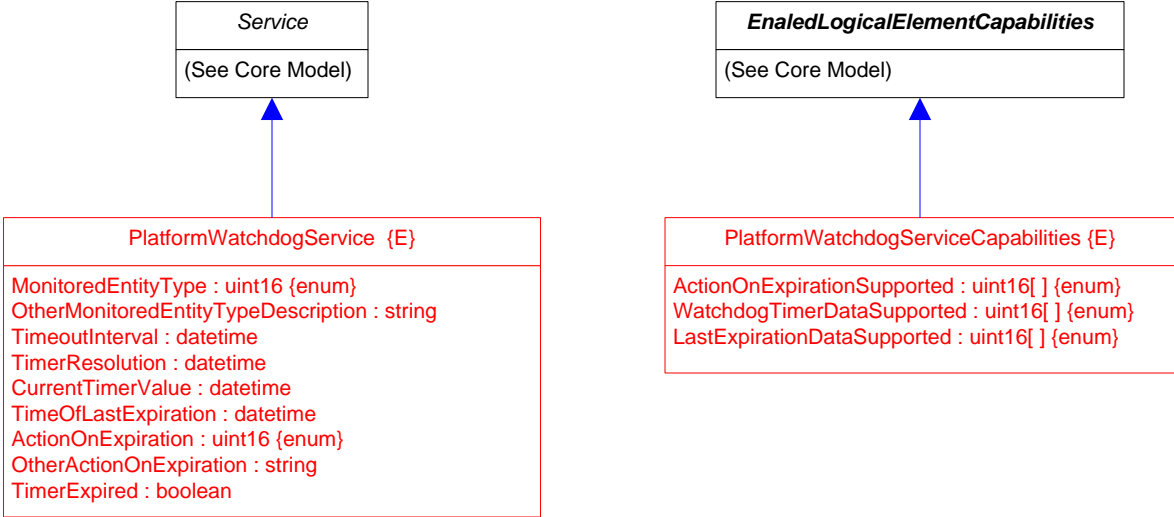 Service
(See Core Model)
EnaledLogicalElementCapabilities
(See Core Model)
PlatformWatchdogService {E}
MonitoredEntityType : uint16 {enum}
OtherMonitoredEntityTypeDescription : string
TimeoutInterval : datetime
TimerResolution : datetime
CurrentTimerValue : datetime
TimeOfLastExpiration : datetime
ActionOnExpiration : uint16 {enum}
OtherActionOnExpiration : string
TimerExpired : boolean
PlatformWatchdogServiceCapabilities {E}
ActionOnExpirationSupported : uint16[ ] {enum}
WatchdogTimerDataSupported : uint16[ ] {enum}
LastExpirationDataSupported : uint16[ ] {enum}